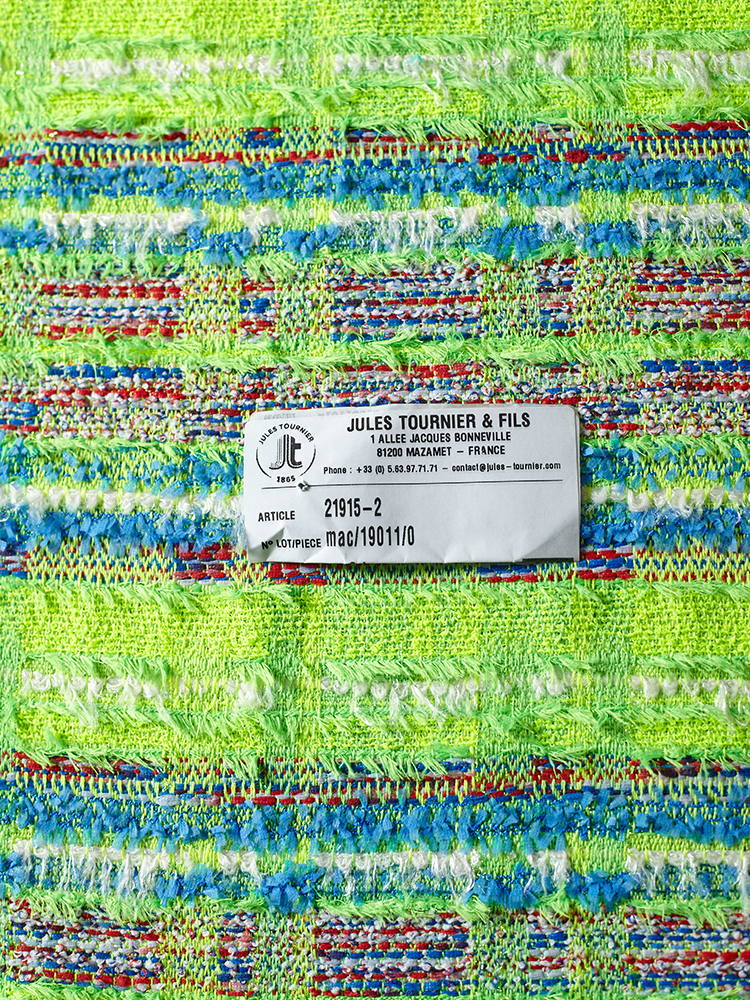 JULES TOURNIER
Jt
1865
JULES TOURNIER & FILS
1 ALLEE JACQUES BONNEVILLE
81200 MAZAMET – FRANCE
Phone : +33 (0) 5.63.97.71.71 – contact@jules-tournier.com
ARTICLE 21915-2
N° LOT/PIECE mac/19011/0